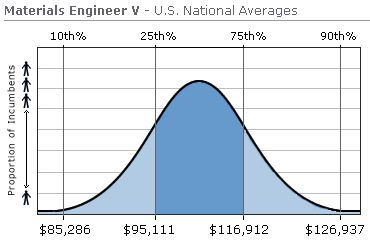 Materials Engineer V - U.S. National Averages
10th% 25th% 75th% 90th%
Proportion of Incumbents
$85,286 $95,111 $116,912 $126,937